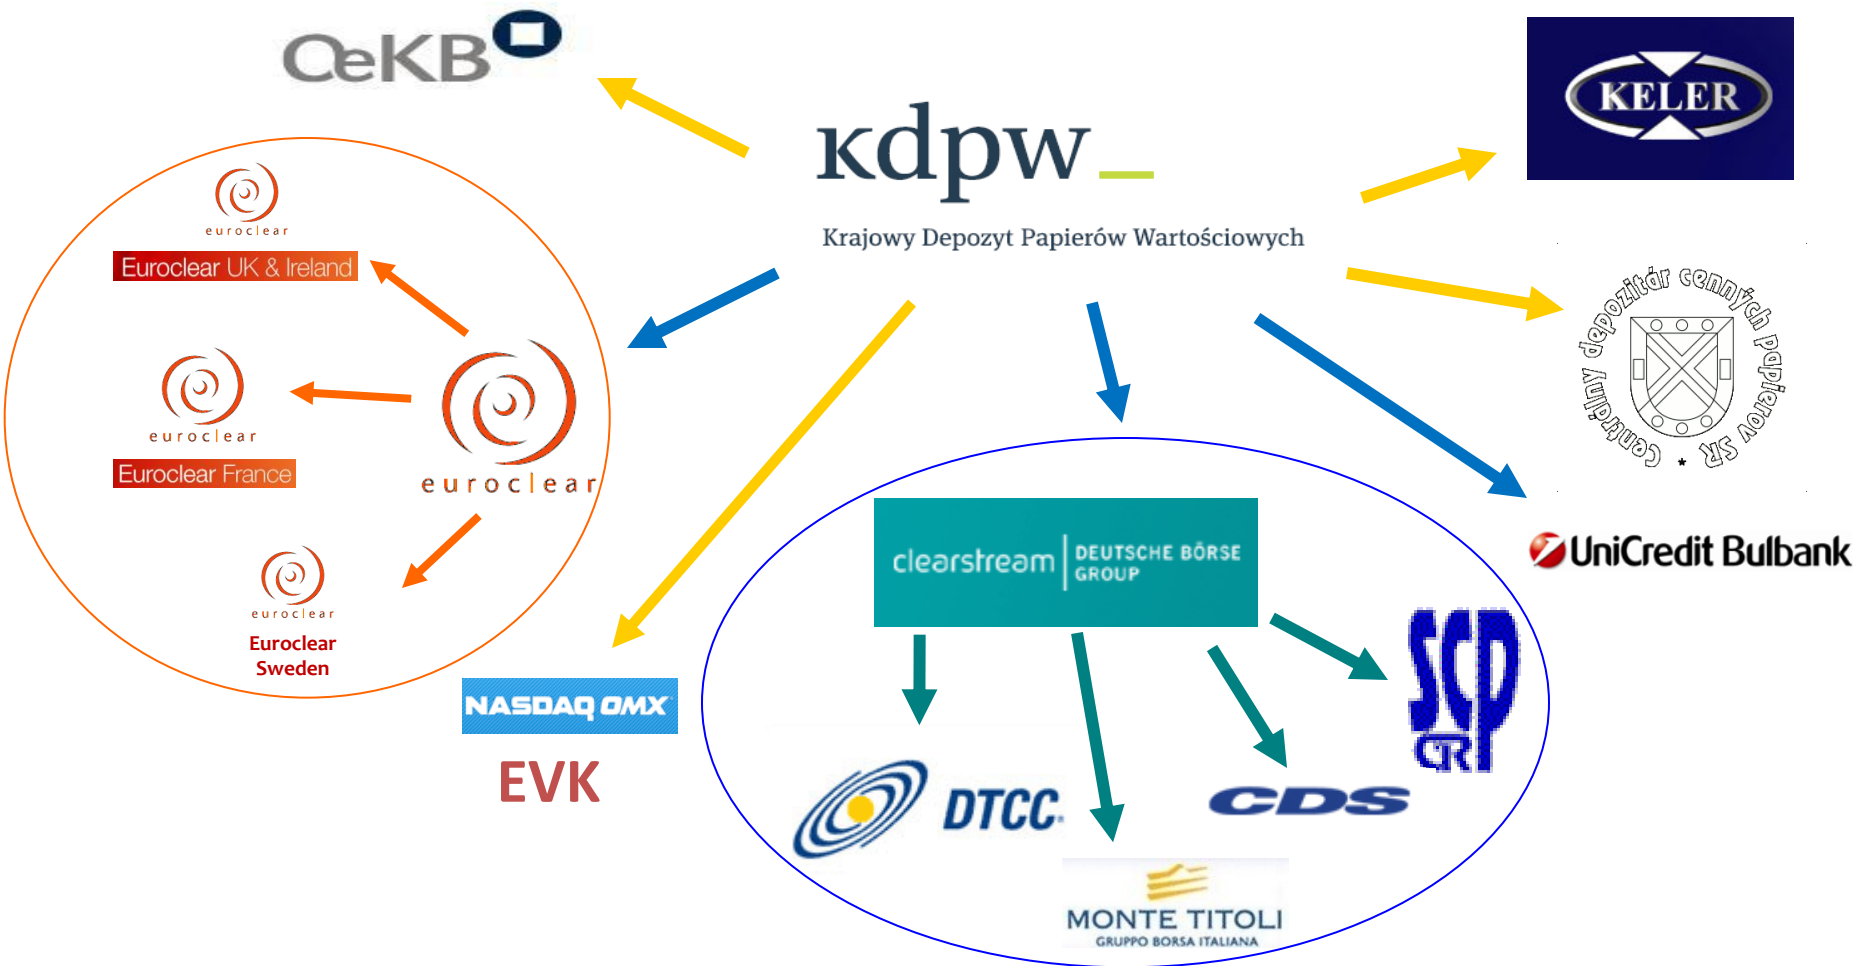 OeKB
KELER
kdpw_
Krajowy Depozyt Papierów Wartościowych
euroclear
Euroclear UK & Ireland
euroclear
Euroclear France
euroclear
euroclear
Euroclear
Sweden
Centrálny depozitár cenných papierov SR
UniCredit Bulbank
clearstream
DEUTSCHE BÖRSE
GROUP
NASDAQ OMX
EVK
SCP
ČR
DTCC
CDS
MONTE TITOLI
GRUPPO BORSA ITALIANA